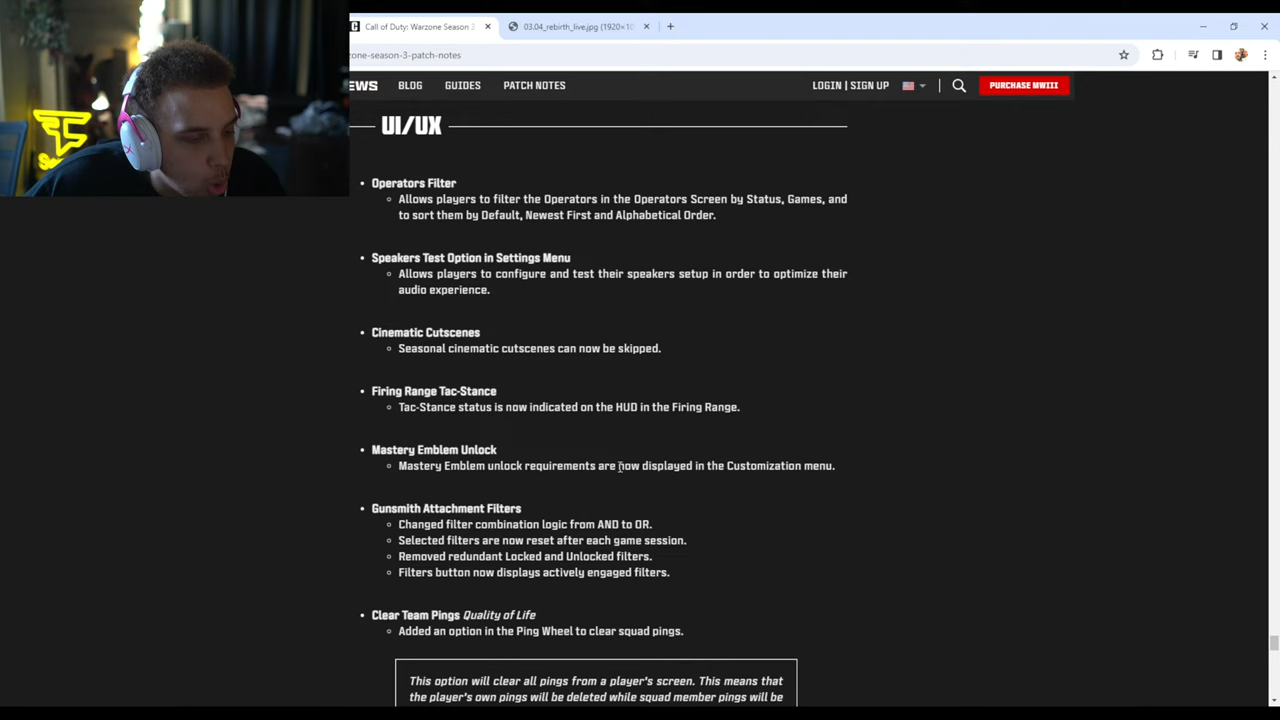 Call of Duty: Warzone Season 3
03.04_rebirth_live.jpg (1920×10
zone-season-3-patch-notes
EWS
BLOG
GUIDES
PATCH NOTES
LOGIN | SIGN UP
PURCHASE MWIII
UI/UX
• Operators Filter
Allows players to filter the Operators in the Operators Screen by Status, Games, and
to sort them by Default, Newest First and Alphabetical Order.
• Speakers Test Option in Settings Menu
Allows players to configure and test their speakers setup in order to optimize their
audio experience.
• Cinematic Cutscenes
Seasonal cinematic cutscenes can now be skipped.
• Firing Range Tac-Stance
Tac-Stance status is now indicated on the HUD in the Firing Range.
• Mastery Emblem Unlock
Mastery Emblem unlock requirements are now displayed in the Customization menu.
• Gunsmith Attachment Filters
Changed filter combination logic from AND to OR.
Selected filters are now reset after each game session.
Removed redundant Locked and Unlocked filters.
Filters button now displays actively engaged filters.
• Clear Team Pings Quality of Life
Added an option in the Ping Wheel to clear squad pings.
This option will clear all pings from a player's screen. This means that
the player's own pings will be deleted while squad member pings will be